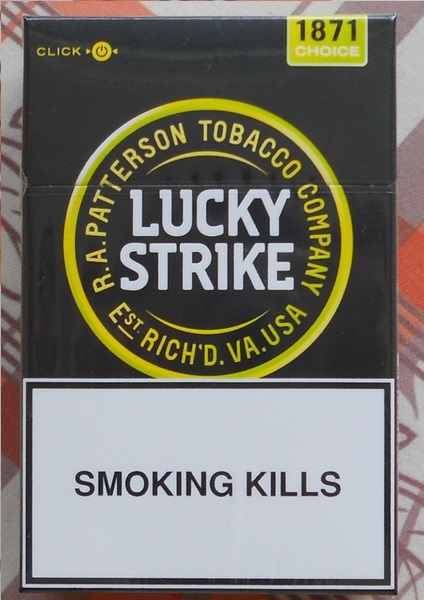 CLICK
1871
CHOICE
R.A.PATTERSON TOBACCO COMPANY
LUCKY
STRIKE
EST. RICH'D. VA. USA
SMOKING KILLS